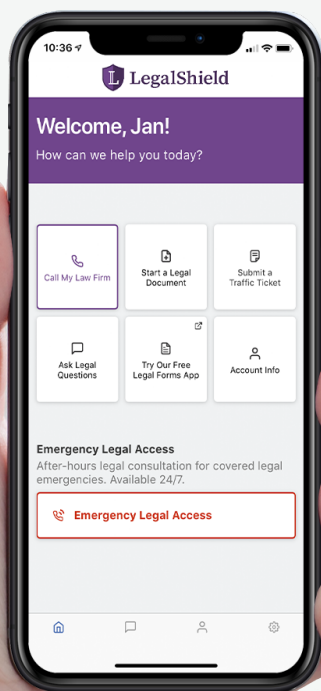 10:36
LegalShield
Welcome, Jan!
How can we help you today?
Call My Law Firm
Start a Legal
Document
Submit a
Traffic Ticket
Ask Legal
Questions
Try Our Free
Legal Forms App
Account Info
Emergency Legal Access
After-hours legal consultation for covered legal
emergencies. Available 24/7.
Emergency Legal Access